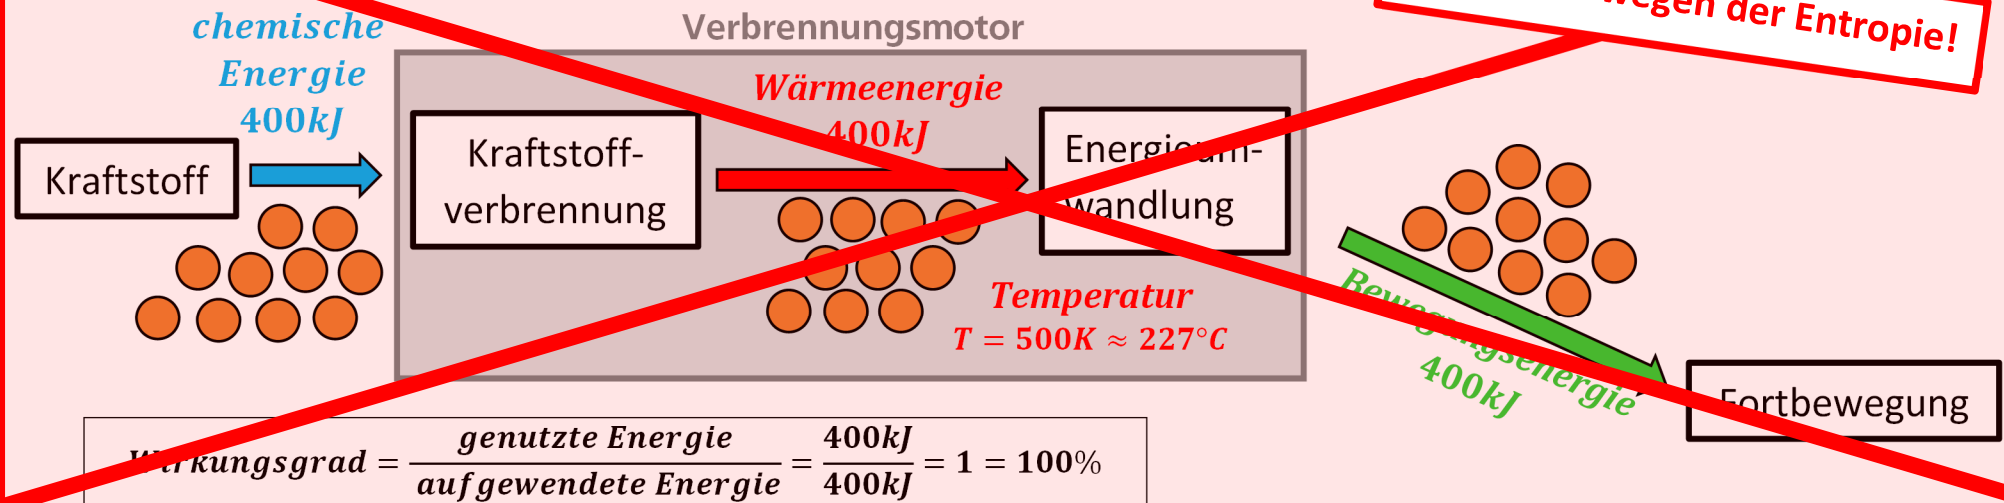 chemische
Energie
400kJ
Verbrennungsmotor
wegen der Entropie!
Kraftstoff
Kraftstoff-
verbrennung
Wärmeenergie
400kJ
Energieum-
wandlung
Temperatur
T = 500K ≈ 227°C
Bewegungsenergie
400kJ
Fortbewegung
Wirkungsgrad = genutzte Energie / aufgewendete Energie = 400kJ / 400kJ = 1 = 100%